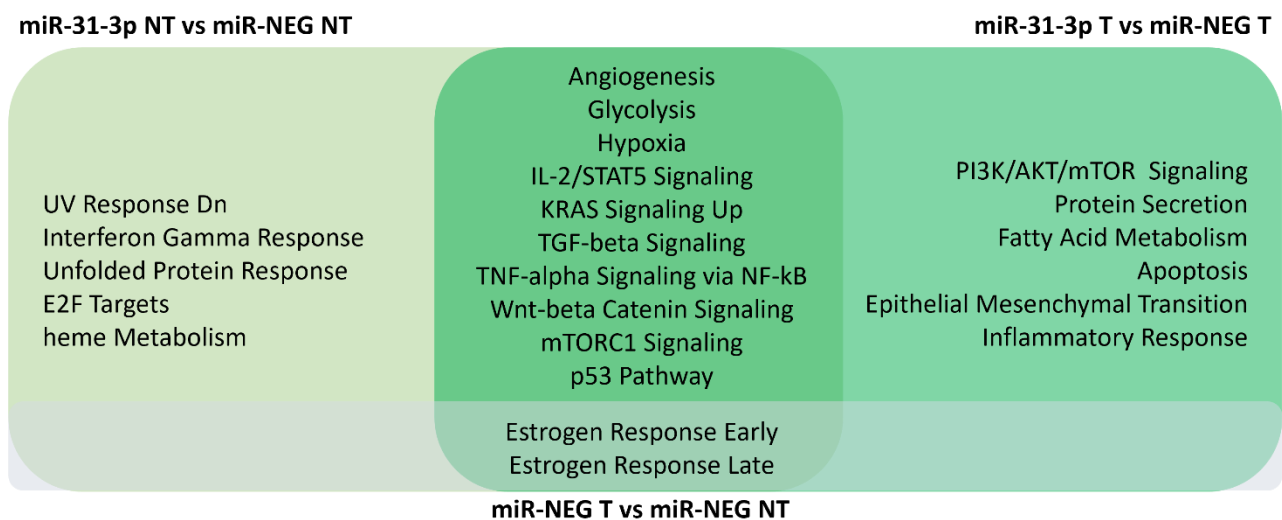 miR-31-3p NT vs miR-NEG NT
miR-31-3p T vs miR-NEG T
UV Response Dn
Interferon Gamma Response
Unfolded Protein Response
E2F Targets
heme Metabolism
Angiogenesis
Glycolysis
Hypoxia
IL-2/STAT5 Signaling
KRAS Signaling Up
TGF-beta Signaling
TNF-alpha Signaling via NF-kB
Wnt-beta Catenin Signaling
mTORC1 Signaling
p53 Pathway
PI3K/AKT/mTOR Signaling
Protein Secretion
Fatty Acid Metabolism
Apoptosis
Epithelial Mesenchymal Transition
Inflammatory Response
Estrogen Response Early
Estrogen Response Late
miR-NEG T vs miR-NEG NT